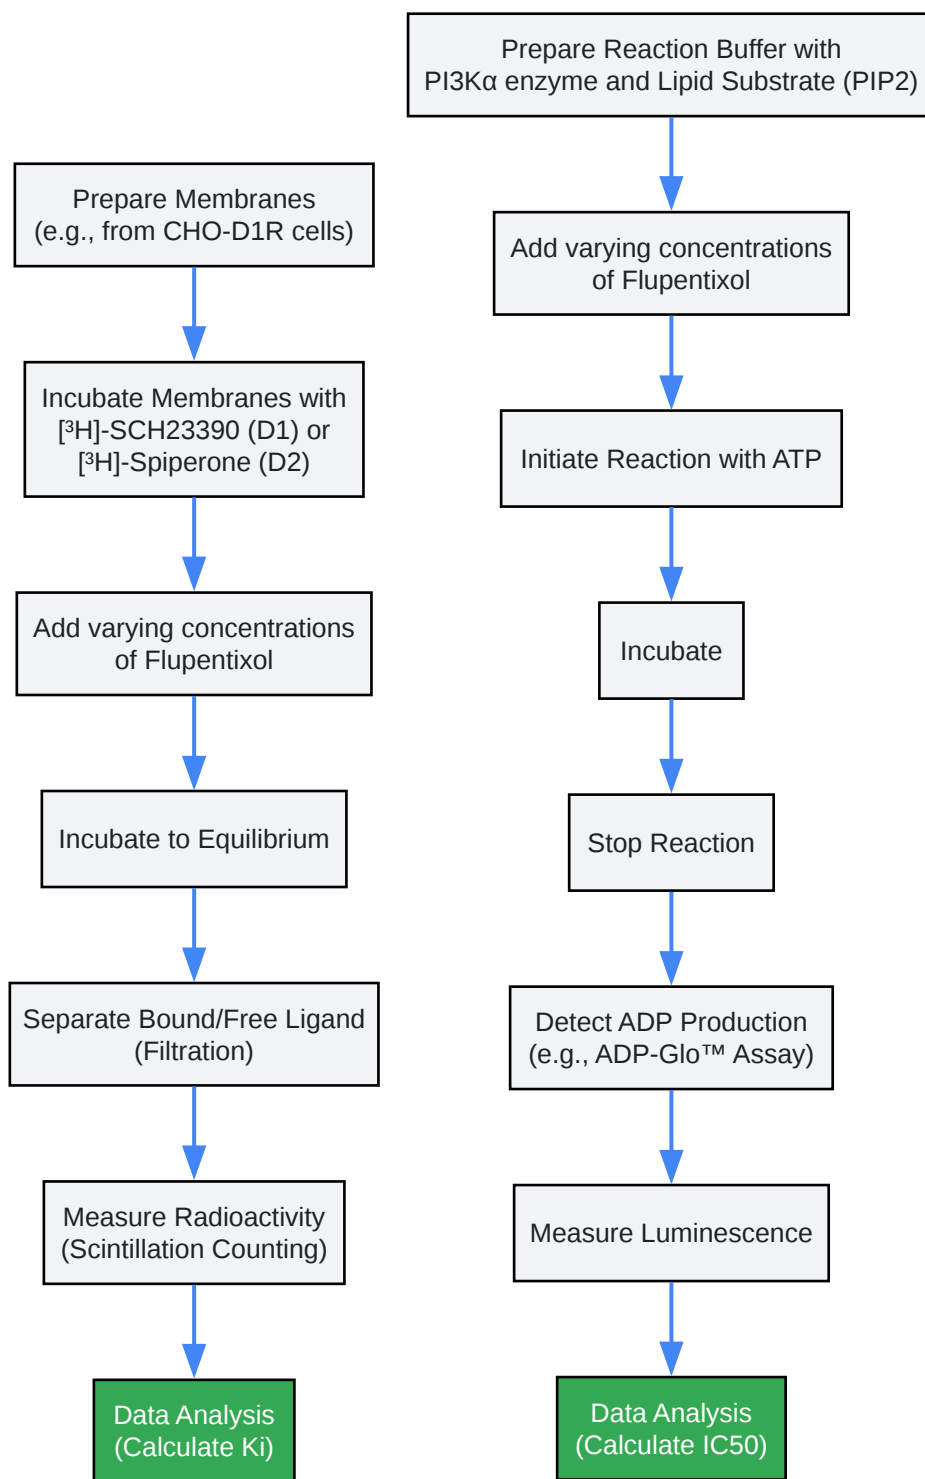 Prepare Membranes
(e.g., from CHO-D1R cells)
Incubate Membranes with
[³H]-SCH23390 (D1) or
[³H]-Spiperone (D2)
Add varying concentrations
of Flupentixol
Incubate to Equilibrium
Separate Bound/Free Ligand
(Filtration)
Measure Radioactivity
(Scintillation Counting)
Data Analysis
(Calculate Ki)
Prepare Reaction Buffer with
PI3Kα enzyme and Lipid Substrate (PIP2)
Add varying concentrations
of Flupentixol
Initiate Reaction with ATP
Incubate
Stop Reaction
Detect ADP Production
(e.g., ADP-Glo™ Assay)
Measure Luminescence
Data Analysis
(Calculate IC50)